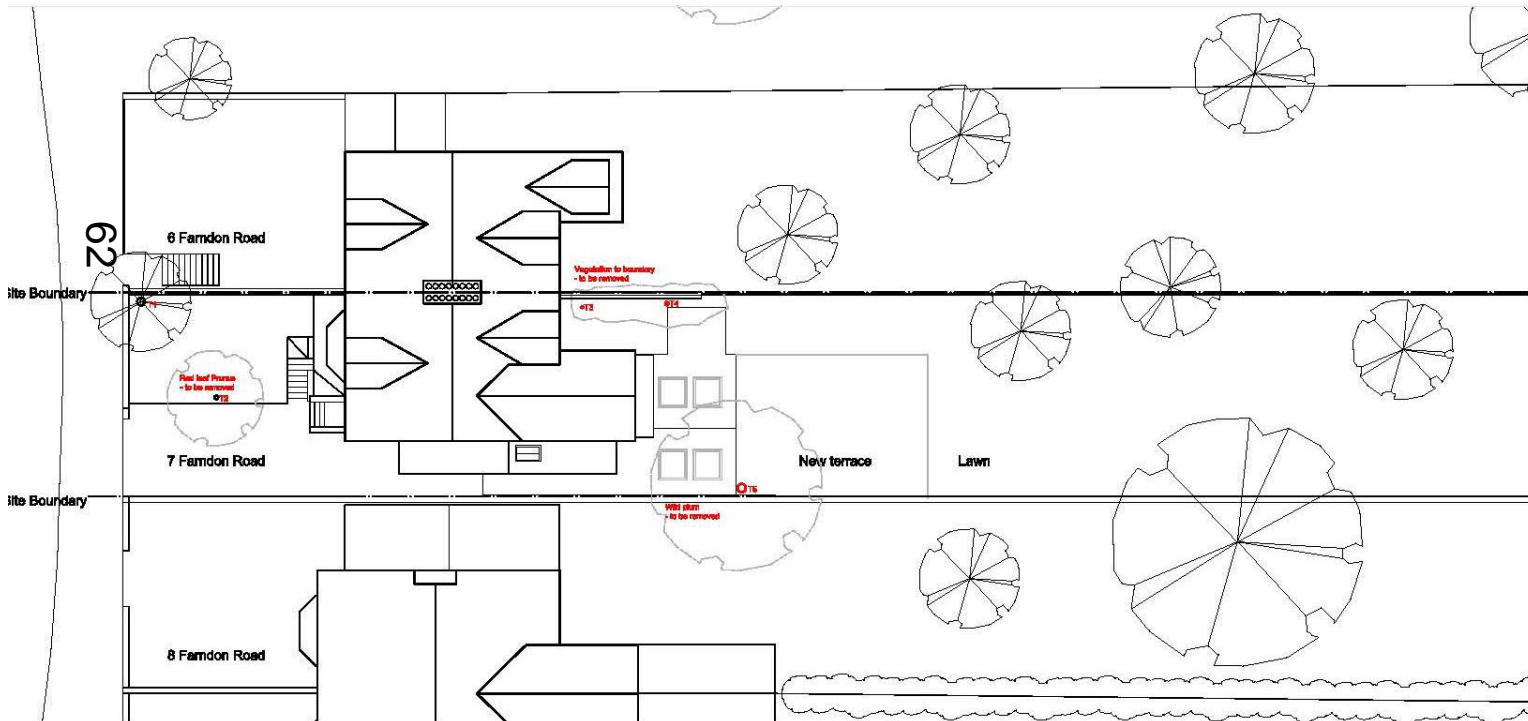 6 Farndon Road
62
Site Boundary
Vegetation to boundary
- to be removed
T1
T3
T4
Red leaf Prunus
- to be removed
T2
7 Farndon Road
New terrace
Lawn
Site Boundary
T5
Wild plum
- to be removed
8 Farndon Road